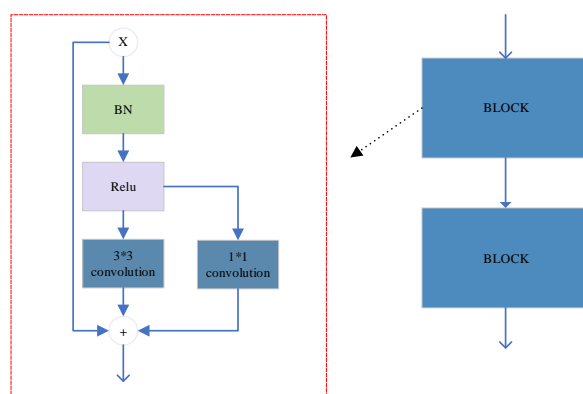 X
BN
Relu
3*3
convolution
1*1
convolution
+
BLOCK
BLOCK